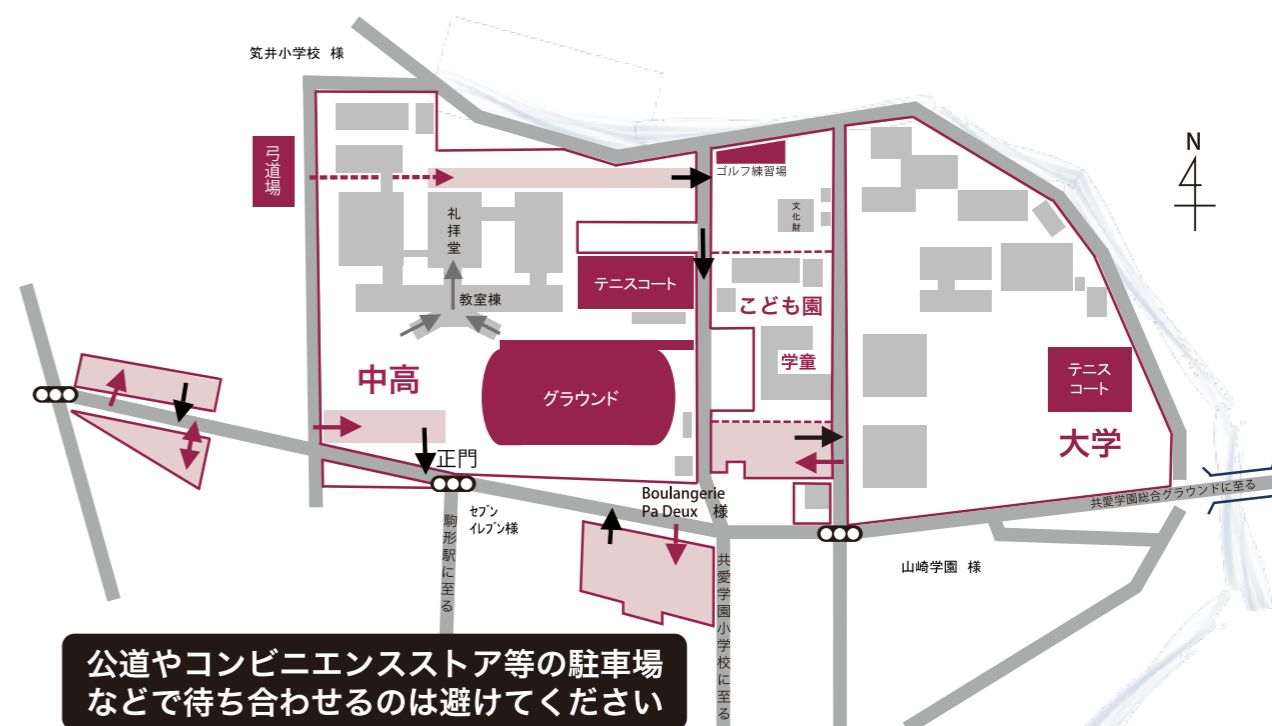 笂井小学校 様
弓道場
ゴルフ練習場
文化財
礼拝堂
テニスコート
教室棟
こども園
学童
中高
グラウンド
テニス
コート
大学
正門
セブン
イレブン様
駒形駅に至る
Boulangerie
Pa Deux 様
共愛学園小学校に至る
共愛学園総合グラウンドに至る
山崎学園 様
N
公道やコンビニエンスストア等の駐車場
などで待ち合わせるのは避けてください